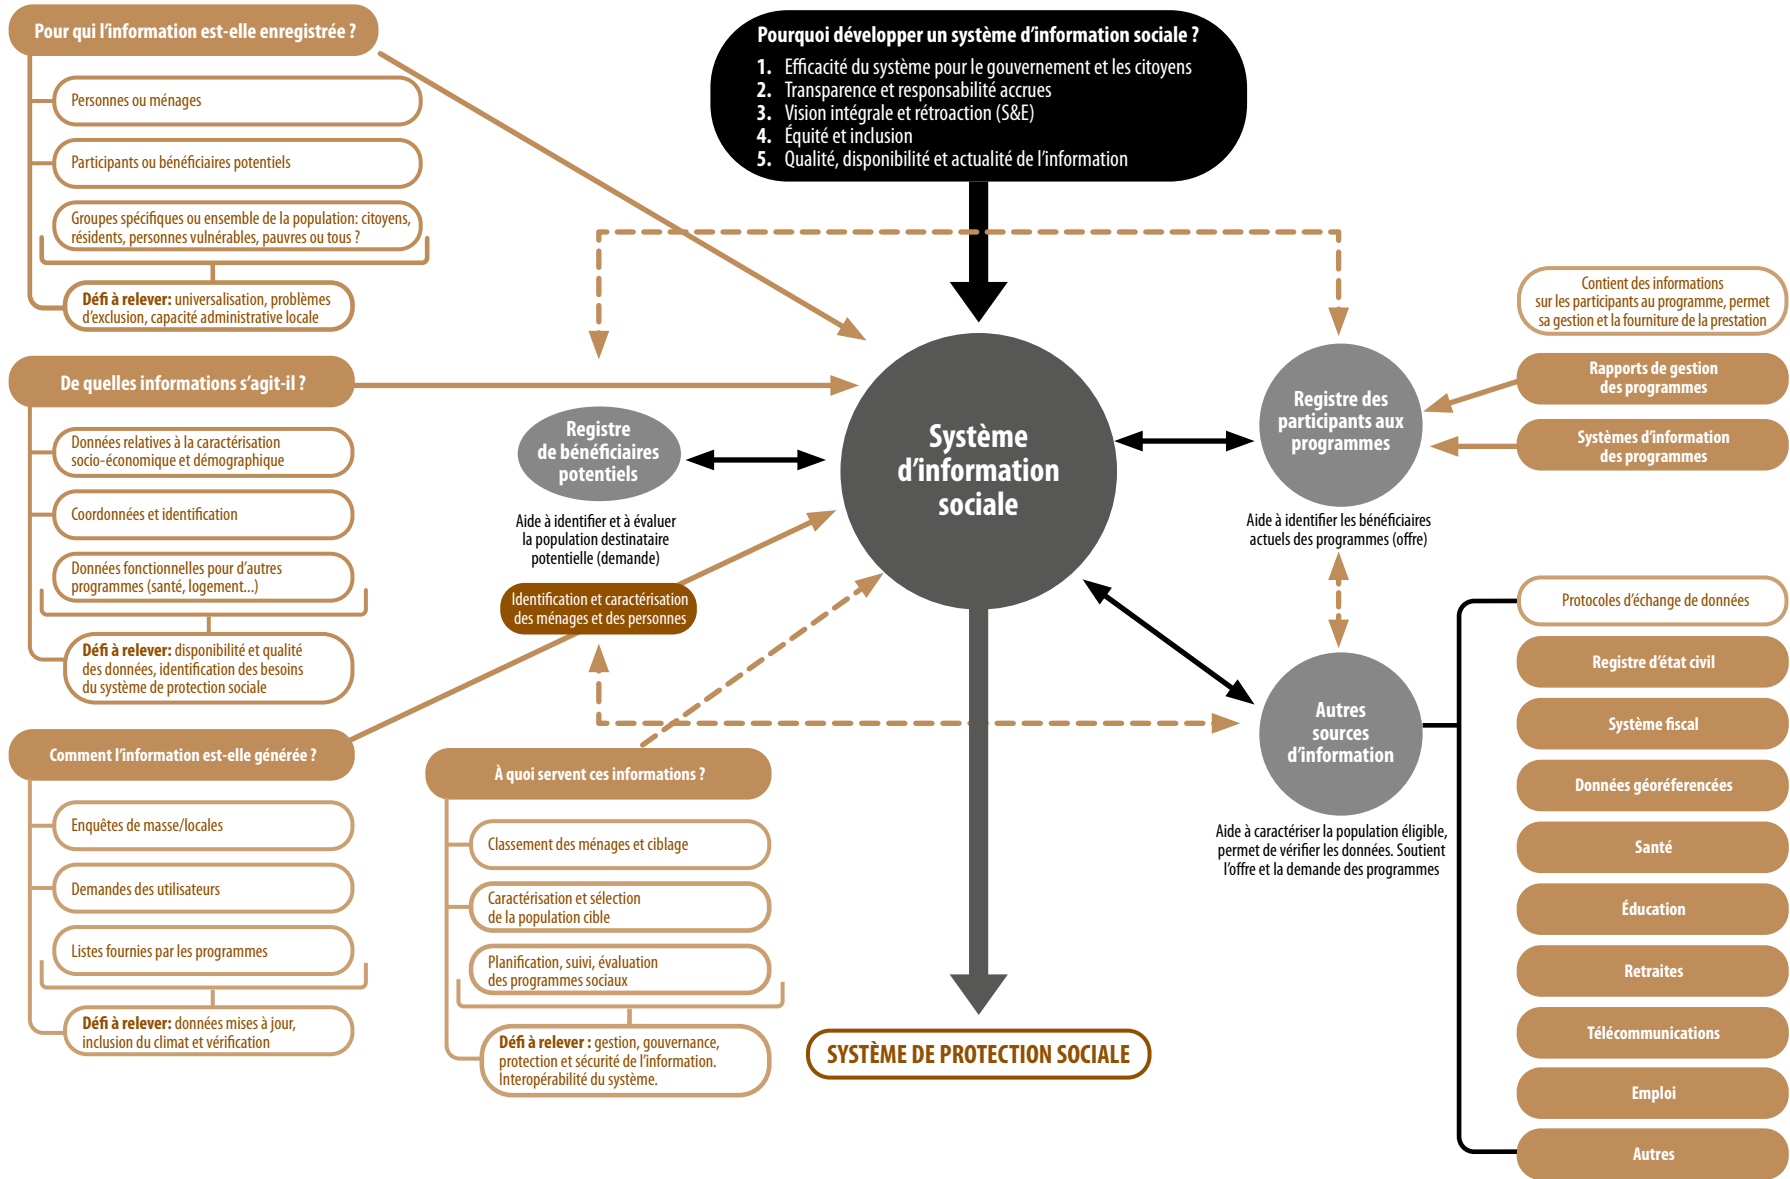 Pour qui l'information est-elle enregistrée ?
Personnes ou ménages
Participants ou bénéficiaires potentiels
Groupes spécifiques ou ensemble de la population: citoyens,
résidents, personnes vulnérables, pauvres ou tous ?
Défi à relever: universalisation, problèmes
d'exclusion, capacité administrative locale
De quelles informations s'agit-il ?
Données relatives à la caractérisation
socio-économique et démographique
Coordonnées et identification
Données fonctionnelles pour d'autres
programmes (santé, logement...)
Défi à relever: disponibilité et qualité
des données, identification des besoins
du système de protection sociale
Comment l'information est-elle générée ?
Enquêtes de masse/locales
Demandes des utilisateurs
Listes fournies par les programmes
Défi à relever: données mises à jour,
inclusion du climat et vérification
Pourquoi développer un système d'information sociale ?
1. Efficacité du système pour le gouvernement et les citoyens
2. Transparence et responsabilité accrues
3. Vision intégrale et rétroaction (S&E)
4. Équité et inclusion
5. Qualité, disponibilité et actualité de l'information
Registre
de bénéficiaires
potentiels
Aide à identifier et à évaluer
la population destinataire
potentielle (demande)
Identification et caractérisation
des ménages et des personnes
À quoi servent ces informations ?
Classement des ménages et ciblage
Caractérisation et sélection
de la population cible
Planification, suivi, évaluation
des programmes sociaux
Défi à relever : gestion, gouvernance,
protection et sécurité de l'information.
Interopérabilité du système.
Système
d'information
sociale
SYSTÈME DE PROTECTION SOCIALE
Registre des
participants aux
programmes
Aide à identifier les bénéficiaires
actuels des programmes (offre)
Autres
sources
d'information
Aide à caractériser la population éligible,
permet de vérifier les données. Soutient
l'offre et la demande des programmes
Contient des informations
sur les participants au programme, permet
sa gestion et la fourniture de la prestation
Rapports de gestion
des programmes
Systèmes d'information
des programmes
Protocoles d'échange de données
Registre d'état civil
Système fiscal
Données géoréferencées
Santé
Éducation
Retraites
Télécommunications
Emploi
Autres